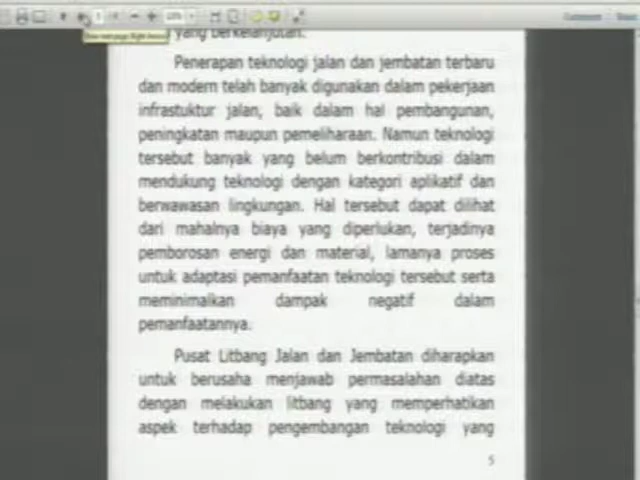 yang berkelanjutan.
Penerapan teknologi jalan dan jembatan terbaru
dan modern telah banyak digunakan dalam pekerjaan
infrastuktur jalan, baik dalam hal pembangunan,
peningkatan maupun pemeliharaan. Namun teknologi
tersebut banyak yang belum berkontribusi dalam
mendukung teknologi dengan kategori aplikatif dan
berwawasan lingkungan. Hal tersebut dapat dilihat
dari mahalnya biaya yang diperlukan, terjadinya
pemborosan energi dan material, lamanya proses
untuk adaptasi pemanfaatan teknologi tersebut serta
meminimalkan dampak negatif dalam
pemanfaatannya.
Pusat Litbang Jalan dan Jembatan diharapkan
untuk berusaha menjawab permasalahan diatas
dengan melakukan litbang yang memperhatikan
aspek terhadap pengembangan teknologi yang
5